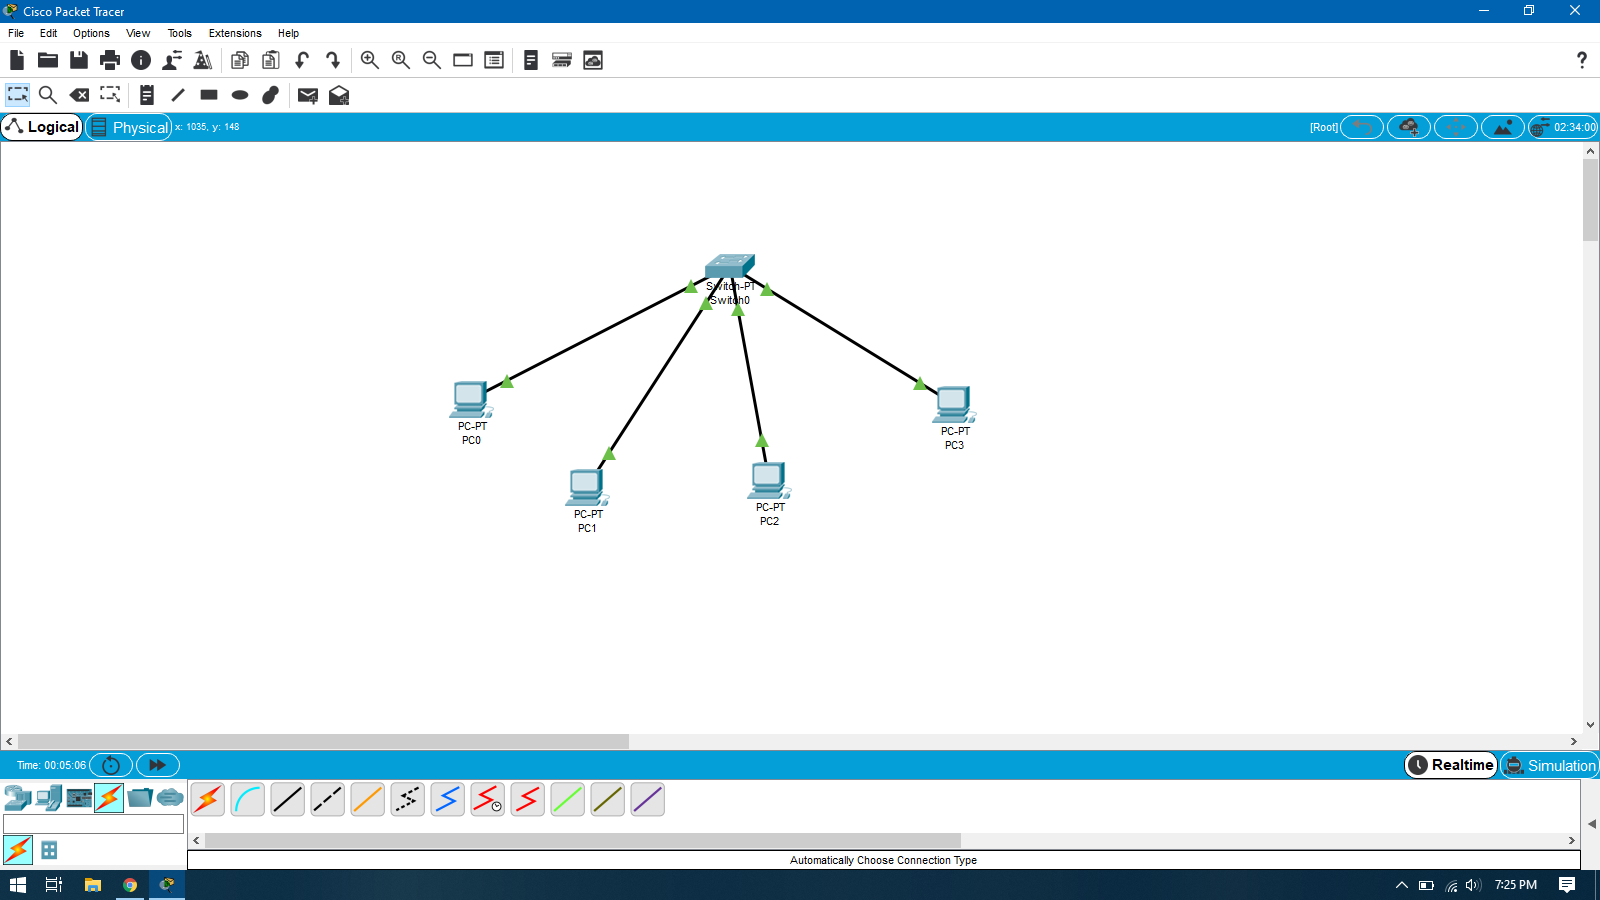 Cisco Packet Tracer
File Edit Options View Tools Extensions Help
Logical Physical x: 1035, y: 148 [Root] 02:34:00
Switch-PT
Switch0
PC-PT
PC0
PC-PT
PC1
PC-PT
PC2
PC-PT
PC3
Time: 00:05:06 Realtime Simulation
Automatically Choose Connection Type
7:25 PM